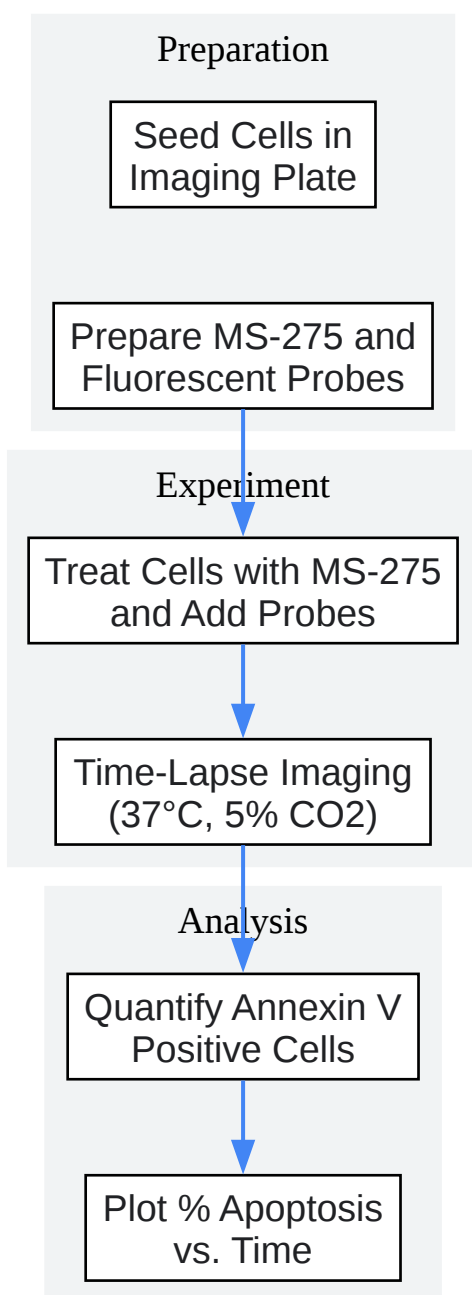 Preparation
Seed Cells in
Imaging Plate
Prepare MS-275 and
Fluorescent Probes
Experiment
Treat Cells with MS-275
and Add Probes
Time-Lapse Imaging
(37°C, 5% CO2)
Analysis
Quantify Annexin V
Positive Cells
Plot % Apoptosis
vs. Time